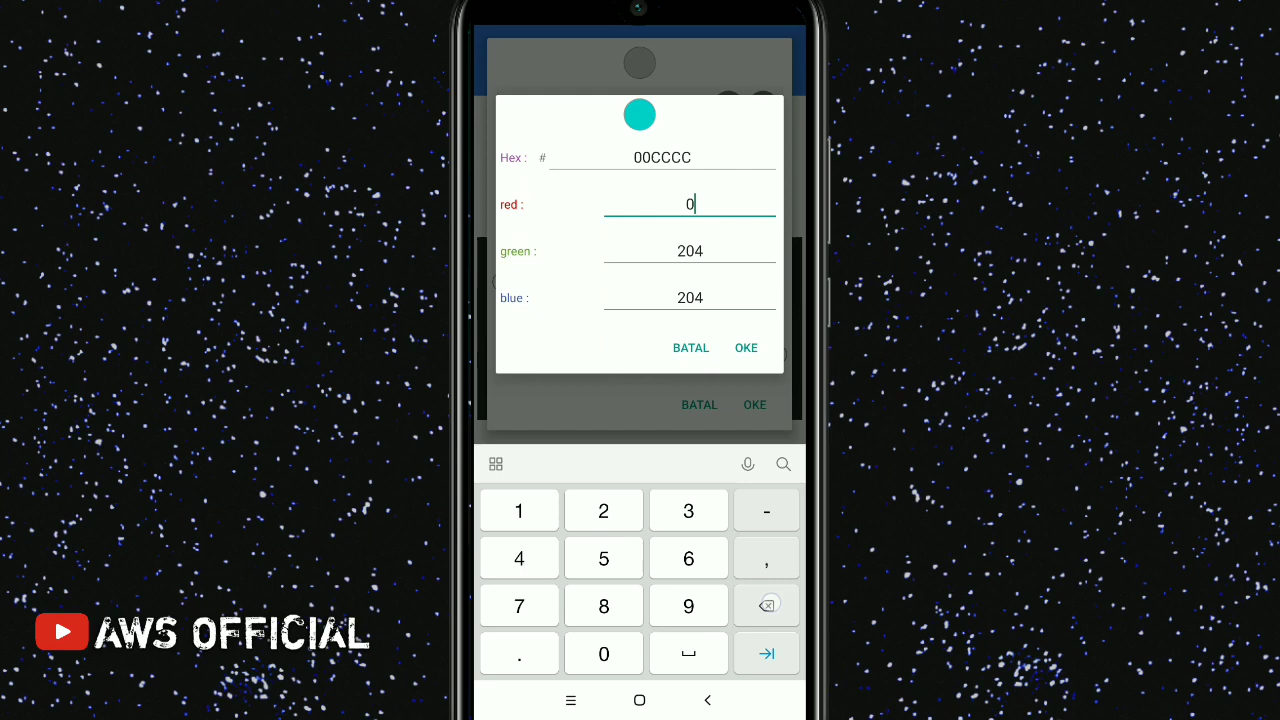 Hex : # 00CCCC
red : 0
green : 204
blue : 204
BATAL OKE
BATAL OKE
1 2 3 -
4 5 6 ,
7 8 9
. 0
AWS OFFICIAL